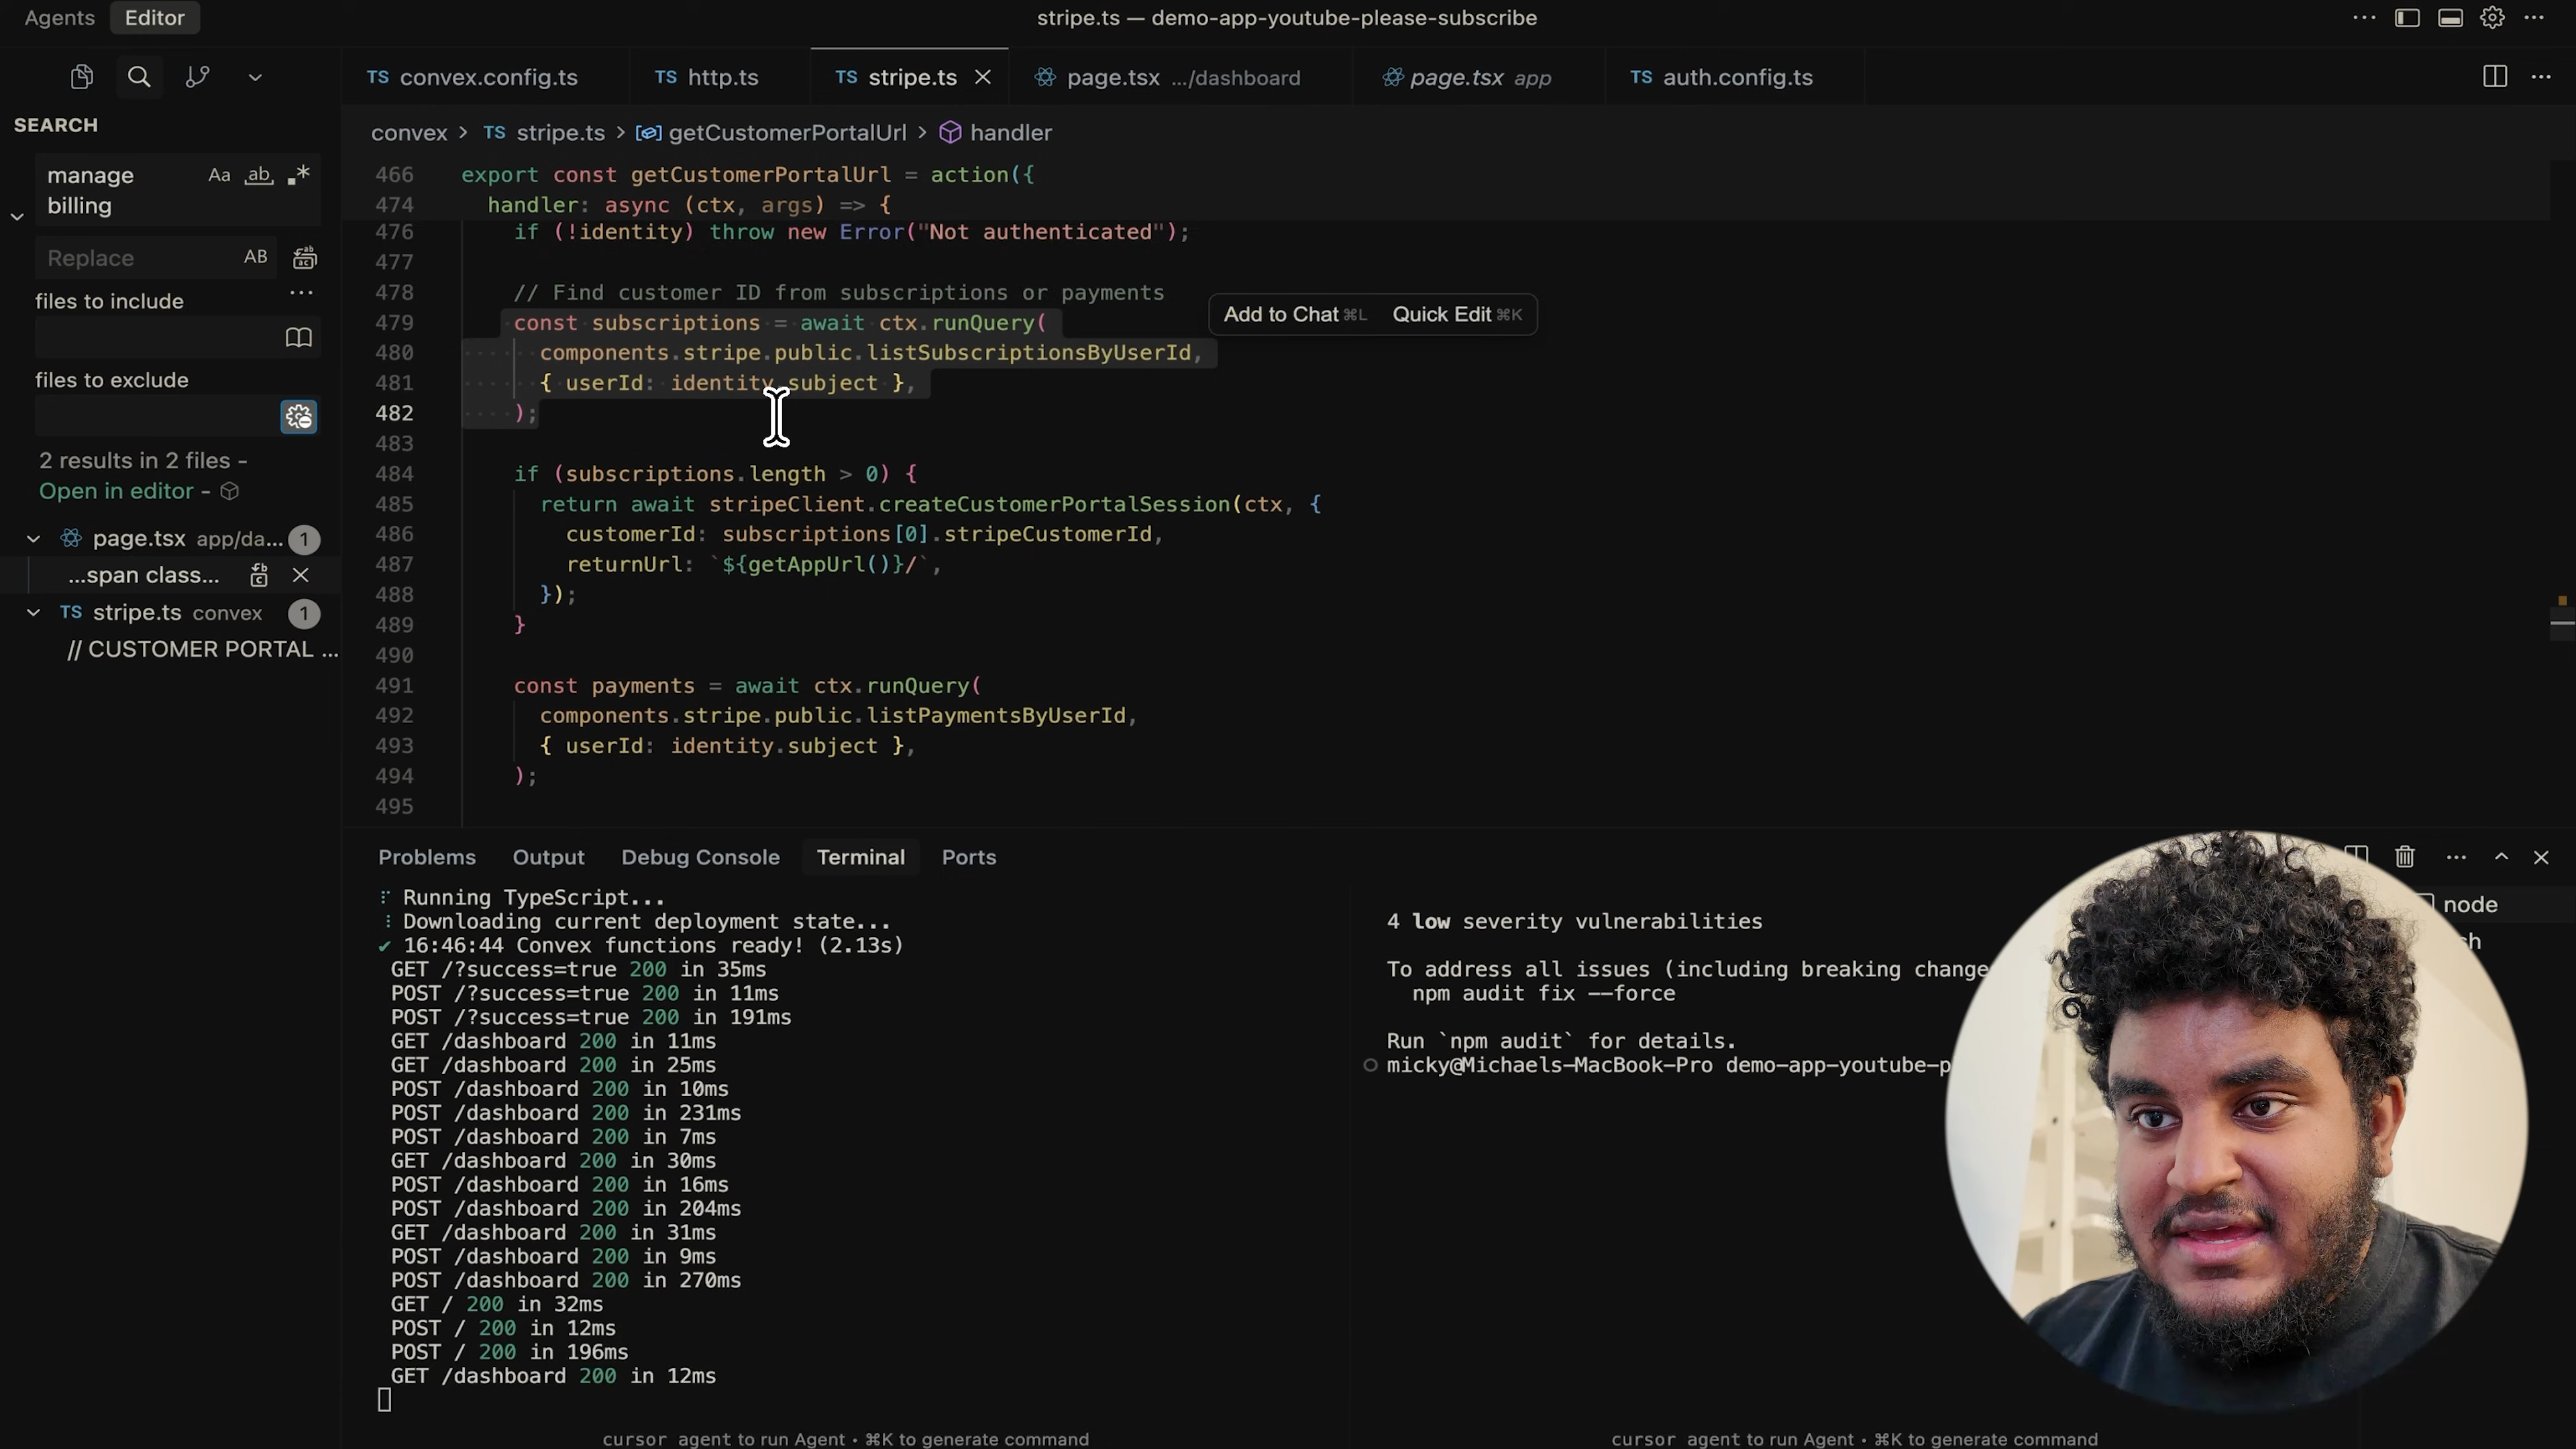 Agents Editor
stripe.ts — demo-app-youtube-please-subscribe
TS convex.config.ts TS http.ts TS stripe.ts page.tsx .../dashboard page.tsx app TS auth.config.ts
SEARCH
manage
billing
Aa ab
Replace AB
files to include
files to exclude
2 results in 2 files -
Open in editor -
page.tsx app/da... 1
...span class...
TS stripe.ts convex 1
// CUSTOMER PORTAL ...
convex > TS stripe.ts > getCustomerPortalUrl > handler
466 export const getCustomerPortalUrl = action({
474 handler: async (ctx, args) => {
476 if (!identity) throw new Error("Not authenticated");
477
478 // Find customer ID from subscriptions or payments
Add to Chat ⌘L Quick Edit ⌘K
479 const subscriptions = await ctx.runQuery(
480 components.stripe.public.listSubscriptionsByUserId,
481 { userId: identity.subject },
482 );
483
484 if (subscriptions.length > 0) {
485 return await stripeClient.createCustomerPortalSession(ctx, {
486 customerId: subscriptions[0].stripeCustomerId,
487 returnUrl: `${getAppUrl()}/`,
488 });
489 }
490
491 const payments = await ctx.runQuery(
492 components.stripe.public.listPaymentsByUserId,
493 { userId: identity.subject },
494 );
495
Problems Output Debug Console Terminal Ports
Running TypeScript...
Downloading current deployment state...
✔ 16:46:44 Convex functions ready! (2.13s)
GET /?success=true 200 in 35ms
POST /?success=true 200 in 11ms
POST /?success=true 200 in 191ms
GET /dashboard 200 in 11ms
GET /dashboard 200 in 25ms
POST /dashboard 200 in 10ms
POST /dashboard 200 in 231ms
POST /dashboard 200 in 7ms
GET /dashboard 200 in 30ms
POST /dashboard 200 in 16ms
POST /dashboard 200 in 204ms
GET /dashboard 200 in 31ms
POST /dashboard 200 in 9ms
POST /dashboard 200 in 270ms
GET / 200 in 32ms
POST / 200 in 12ms
POST / 200 in 196ms
GET /dashboard 200 in 12ms
cursor agent to run Agent • ⌘K to generate command
4 low severity vulnerabilities
To address all issues (including breaking change
npm audit fix --force
Run `npm audit` for details.
micky@Michaels-MacBook-Pro demo-app-youtube-p
cursor agent to run Agent • ⌘K to generate command
node
sh